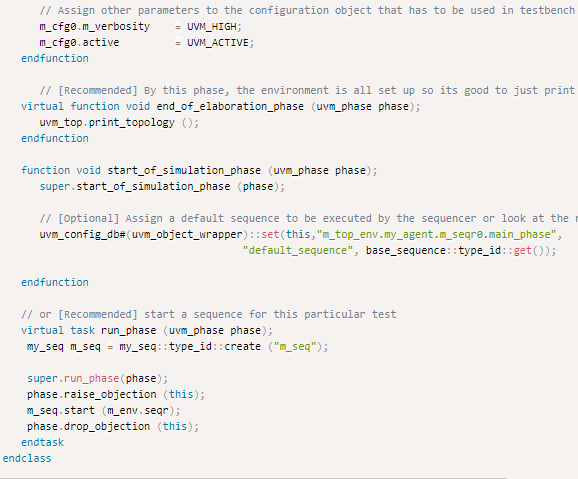 // Assign other parameters to the configuration object that has to be used in testbench
m_cfg0.m_verbosity    = UVM_HIGH;
m_cfg0.active         = UVM_ACTIVE;
endfunction
// [Recommended] By this phase, the environment is all set up so its good to just print
virtual function void end_of_elaboration_phase (uvm_phase phase);
uvm_top.print_topology ();
endfunction
function void start_of_simulation_phase (uvm_phase phase);
super.start_of_simulation_phase (phase);
// [Optional] Assign a default sequence to be executed by the sequencer or look at the
uvm_config_db#(uvm_object_wrapper)::set(this,"m_top_env.my_agent.m_seqr0.main_phase",
"default_sequence", base_sequence::type_id::get());
endfunction
// or [Recommended] start a sequence for this particular test
virtual task run_phase (uvm_phase phase);
my_seq m_seq = my_seq::type_id::create ("m_seq");
super.run_phase(phase);
phase.raise_objection (this);
m_seq.start (m_env.seqr);
phase.drop_objection (this);
endtask
endclass